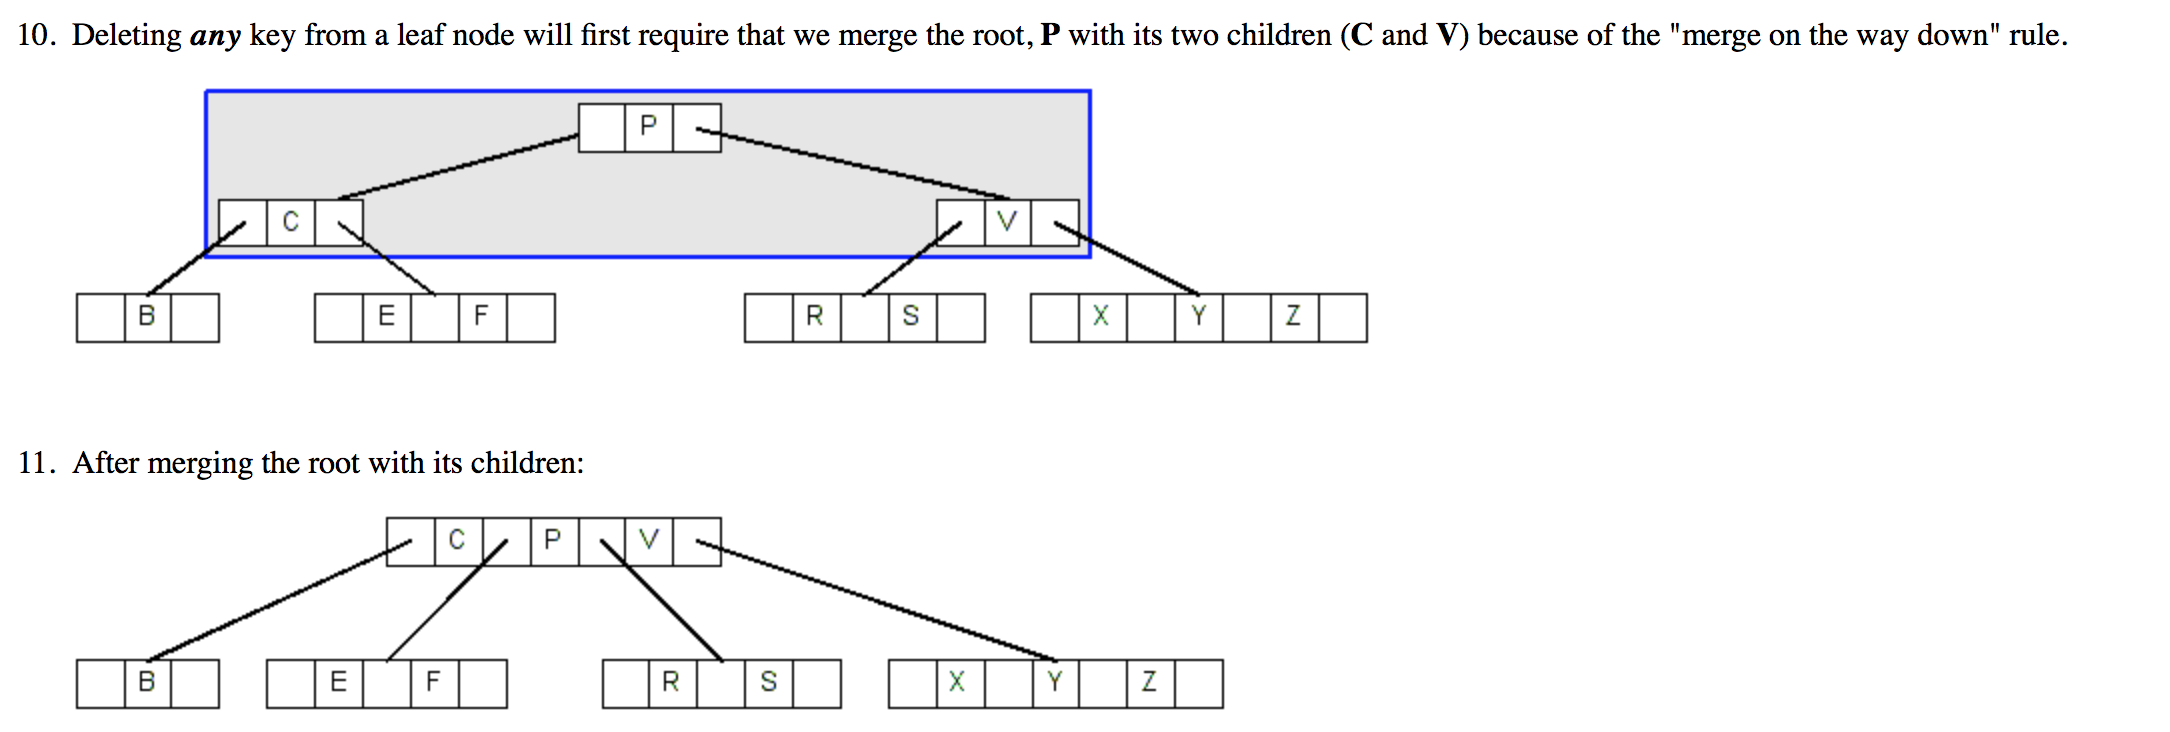 10. Deleting any key from a leaf node will first require that we merge the root, P with its two children (C and V) because of the "merge on the way down" rule.
P
C V
B E F R S X Y Z
11. After merging the root with its children:
C P V
B E F R S X Y Z